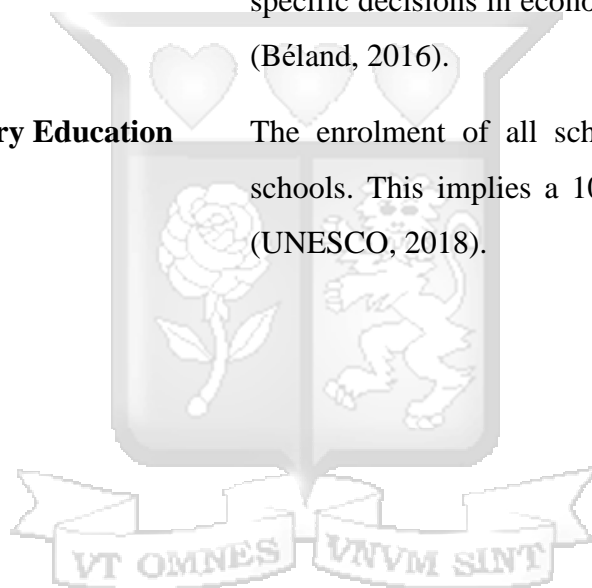 specific decisions in econo
(Béland, 2016).
ry Education The enrolment of all sch
schools. This implies a 10
(UNESCO, 2018).
VT OMNES VNVM SINT